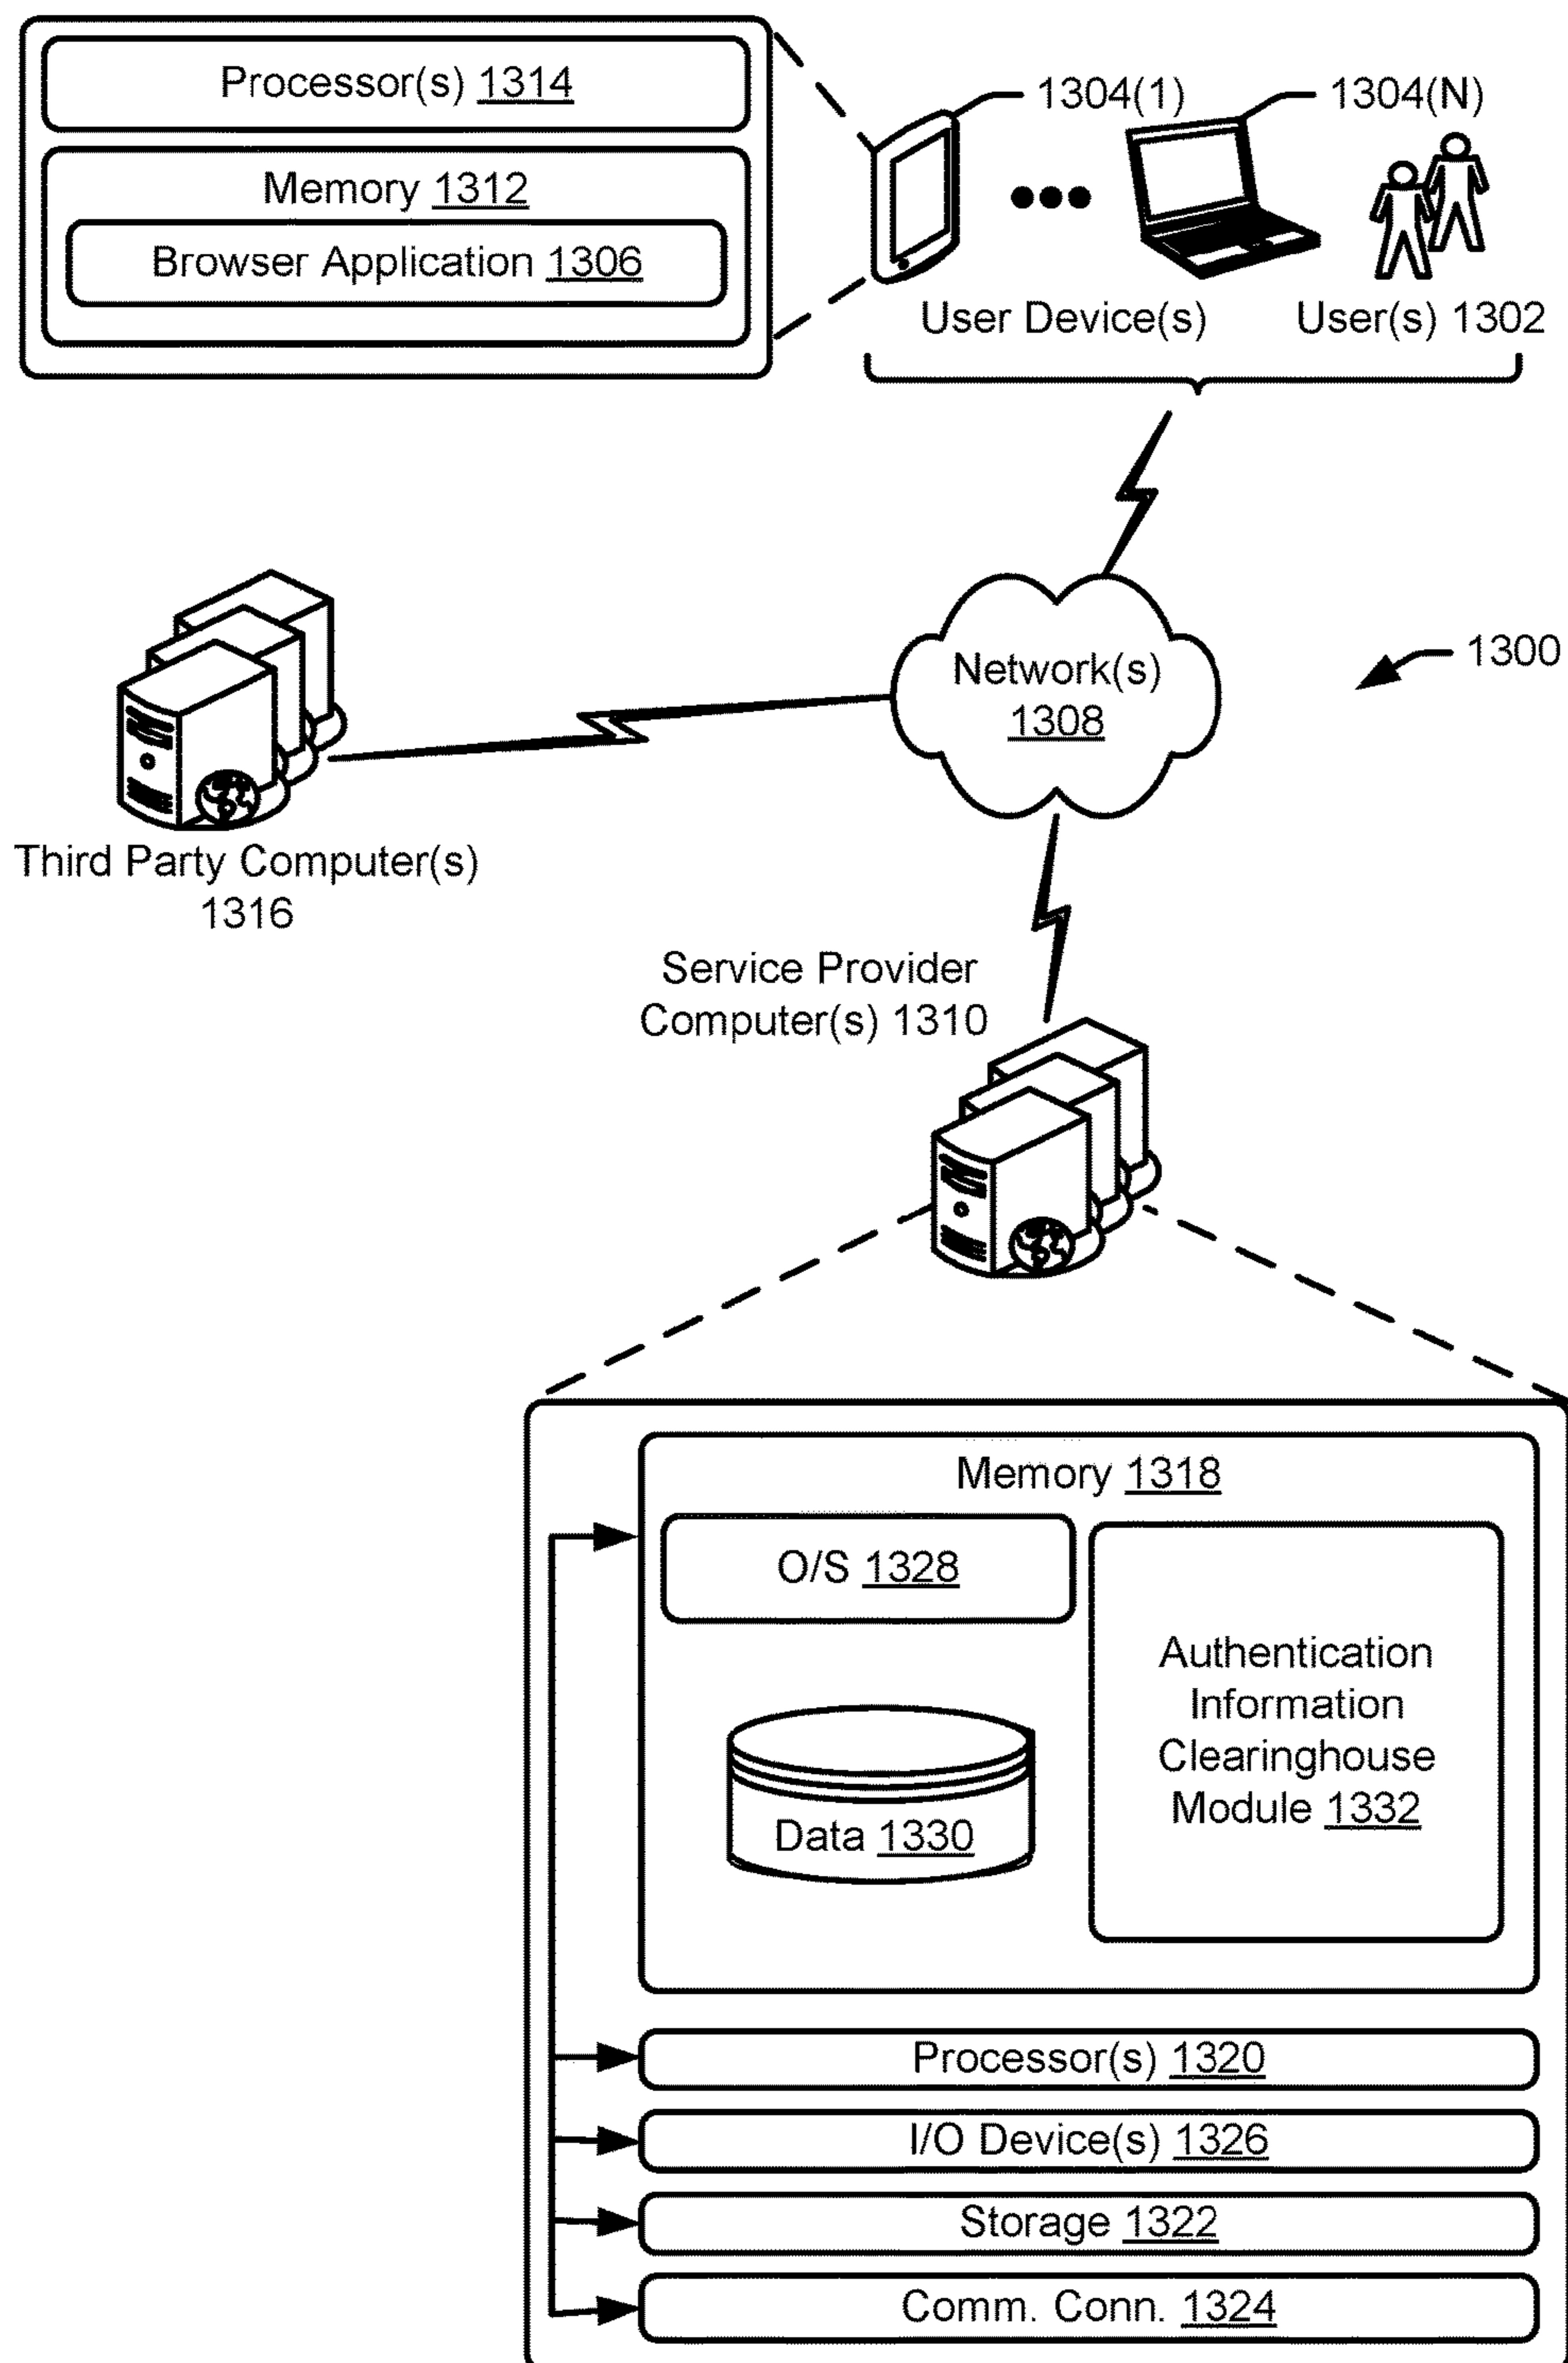 Processor(s) 1314
Memory 1312
Browser Application 1306
1304(1)
1304(N)
User Device(s)
User(s) 1302
Network(s)
1308
1300
Third Party Computer(s)
1316
Service Provider
Computer(s) 1310
Memory 1318
O/S 1328
Data 1330
Authentication
Information
Clearinghouse
Module 1332
Processor(s) 1320
I/O Device(s) 1326
Storage 1322
Comm. Conn. 1324